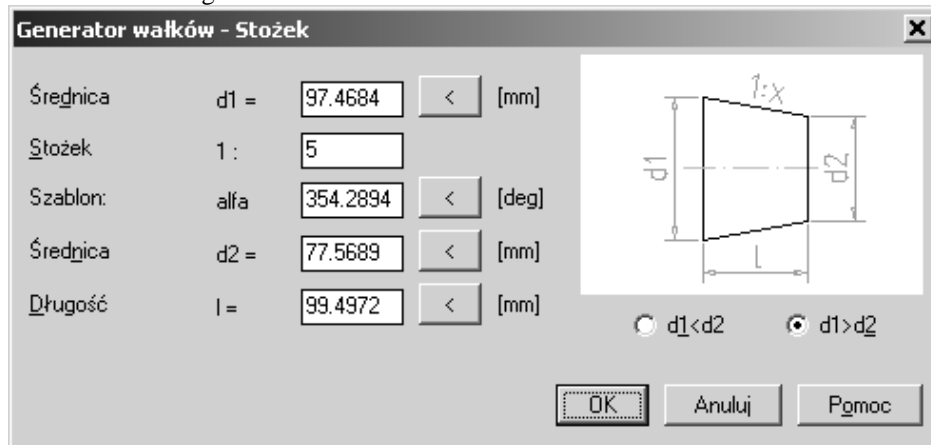 Generator wałków - Stożek
Średnica d1 = 97.4684 < [mm]
Stożek 1 : 5
Szablon: alfa 354.2894 < [deg]
Średnica d2 = 77.5689 < [mm]
Długość l = 99.4972 < [mm]
1:x
d1
d2
l
d1<d2 d1>d2
OK Anuluj Pomoc